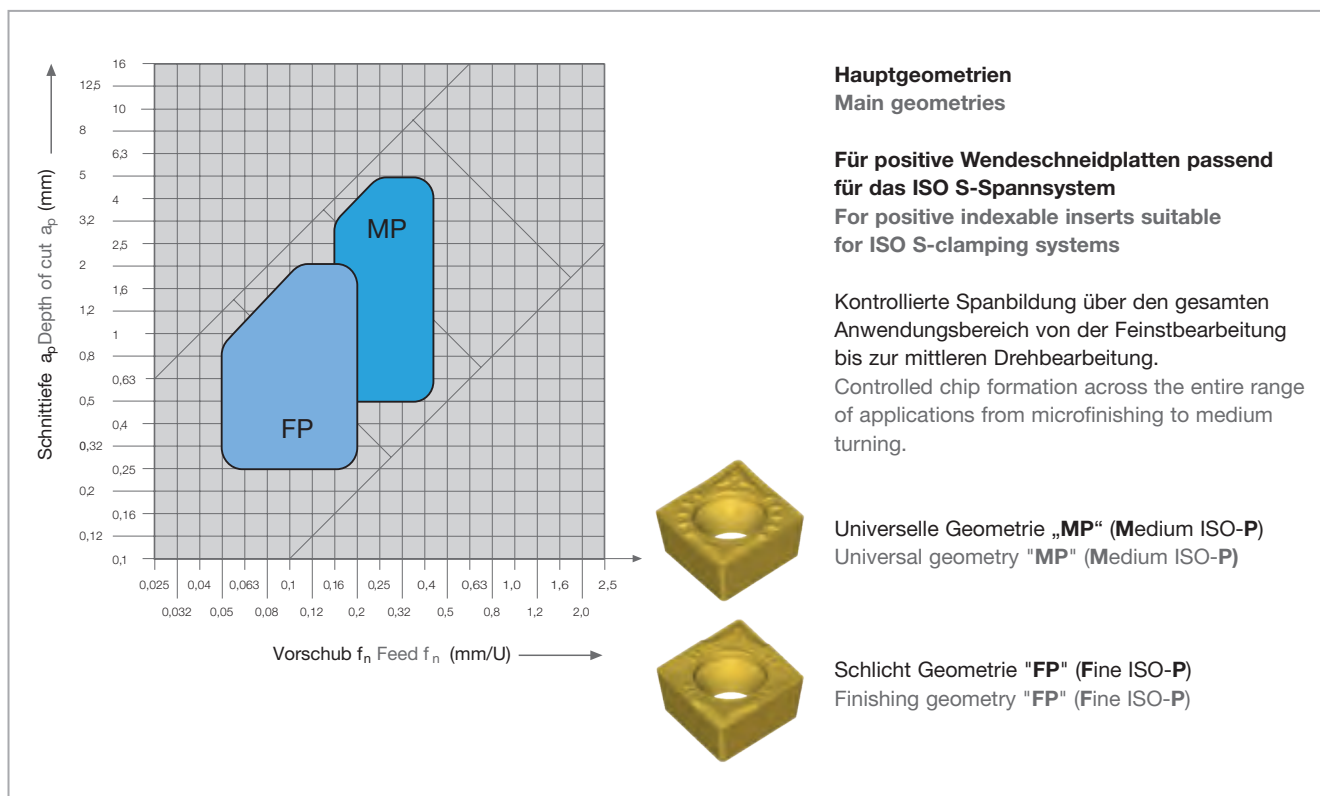 Schnittiefe a_p Depth of cut a_p (mm)
16
12,5
10
8
6,3
5
4
3,2
2,5
2
1,6
1,2
1
0,8
0,63
0,5
0,4
0,32
0,25
0,2
0,16
0,12
0,1
MP
FP
0,025 0,04 0,063 0,1 0,16 0,25 0,4 0,63 1,0 1,6 2,5
0,032 0,05 0,08 0,12 0,2 0,32 0,5 0,8 1,2 2,0
Vorschub f_n Feed f_n (mm/U)
Hauptgeometrien
Main geometries
Für positive Wendeschneidplatten passend
für das ISO S-Spannsystem
For positive indexable inserts suitable
for ISO S-clamping systems
Kontrollierte Spanbildung über den gesamten
Anwendungsbereich von der Feinstbearbeitung
bis zur mittleren Drehbearbeitung.
Controlled chip formation across the entire range
of applications from microfinishing to medium
turning.
Universelle Geometrie „MP“ (Medium ISO-P)
Universal geometry "MP" (Medium ISO-P)
Schlicht Geometrie "FP" (Fine ISO-P)
Finishing geometry "FP" (Fine ISO-P)